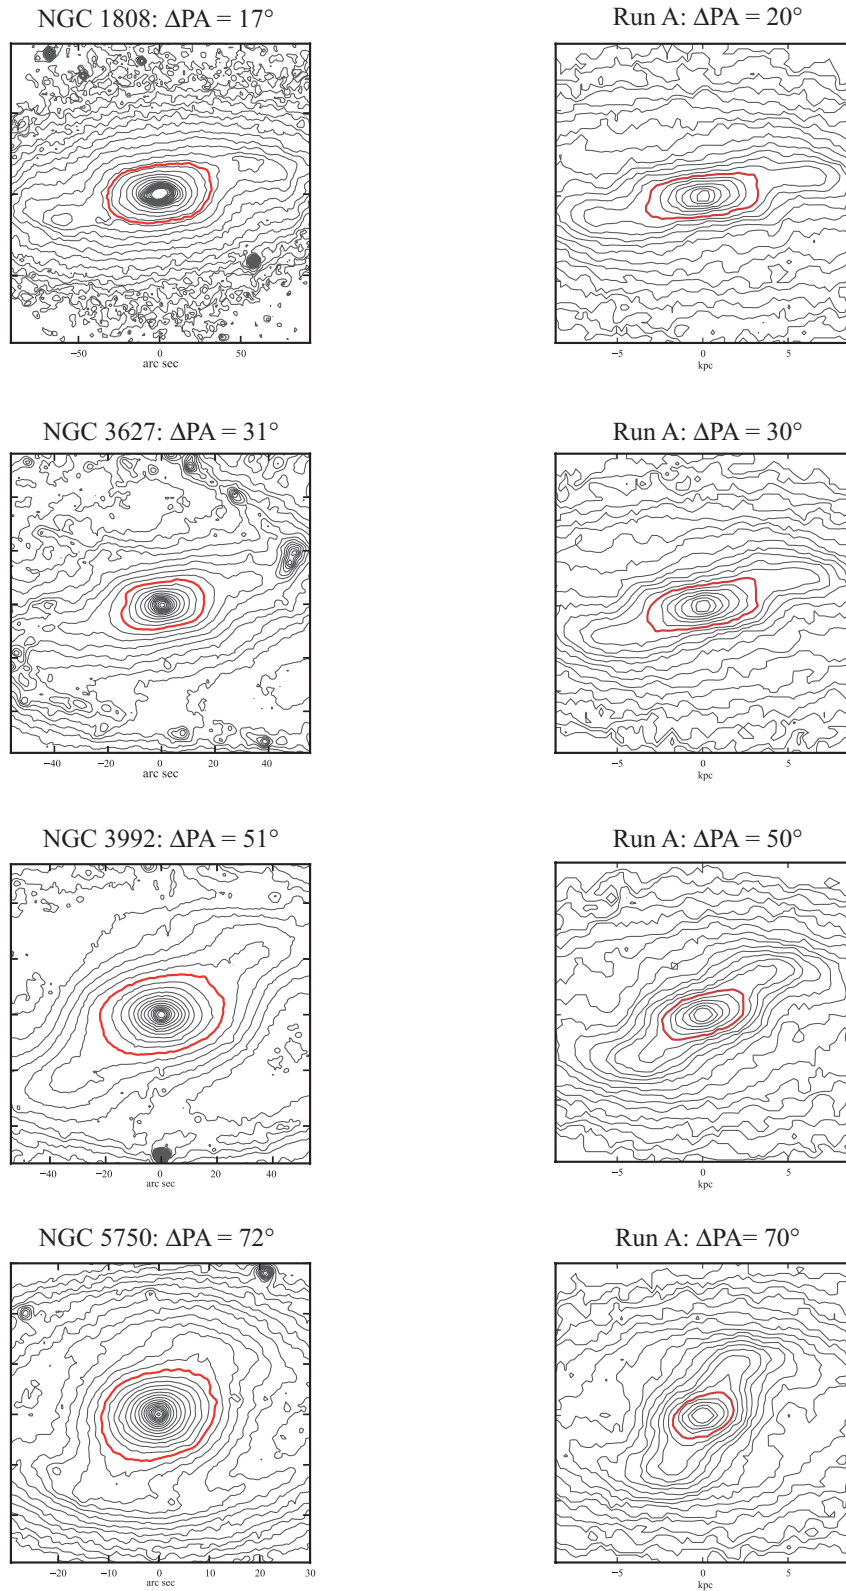 NGC 1808: ΔPA = 17°
Run A: ΔPA = 20°
−50 0 50
arc sec
−5 0 5
kpc
NGC 3627: ΔPA = 31°
Run A: ΔPA = 30°
−40 −20 0 20 40
arc sec
−5 0 5
kpc
NGC 3992: ΔPA = 51°
Run A: ΔPA = 50°
−40 −20 0 20 40
arc sec
−5 0 5
kpc
NGC 5750: ΔPA = 72°
Run A: ΔPA= 70°
−20 −10 0 10 20 30
arc sec
−5 0 5
kpc